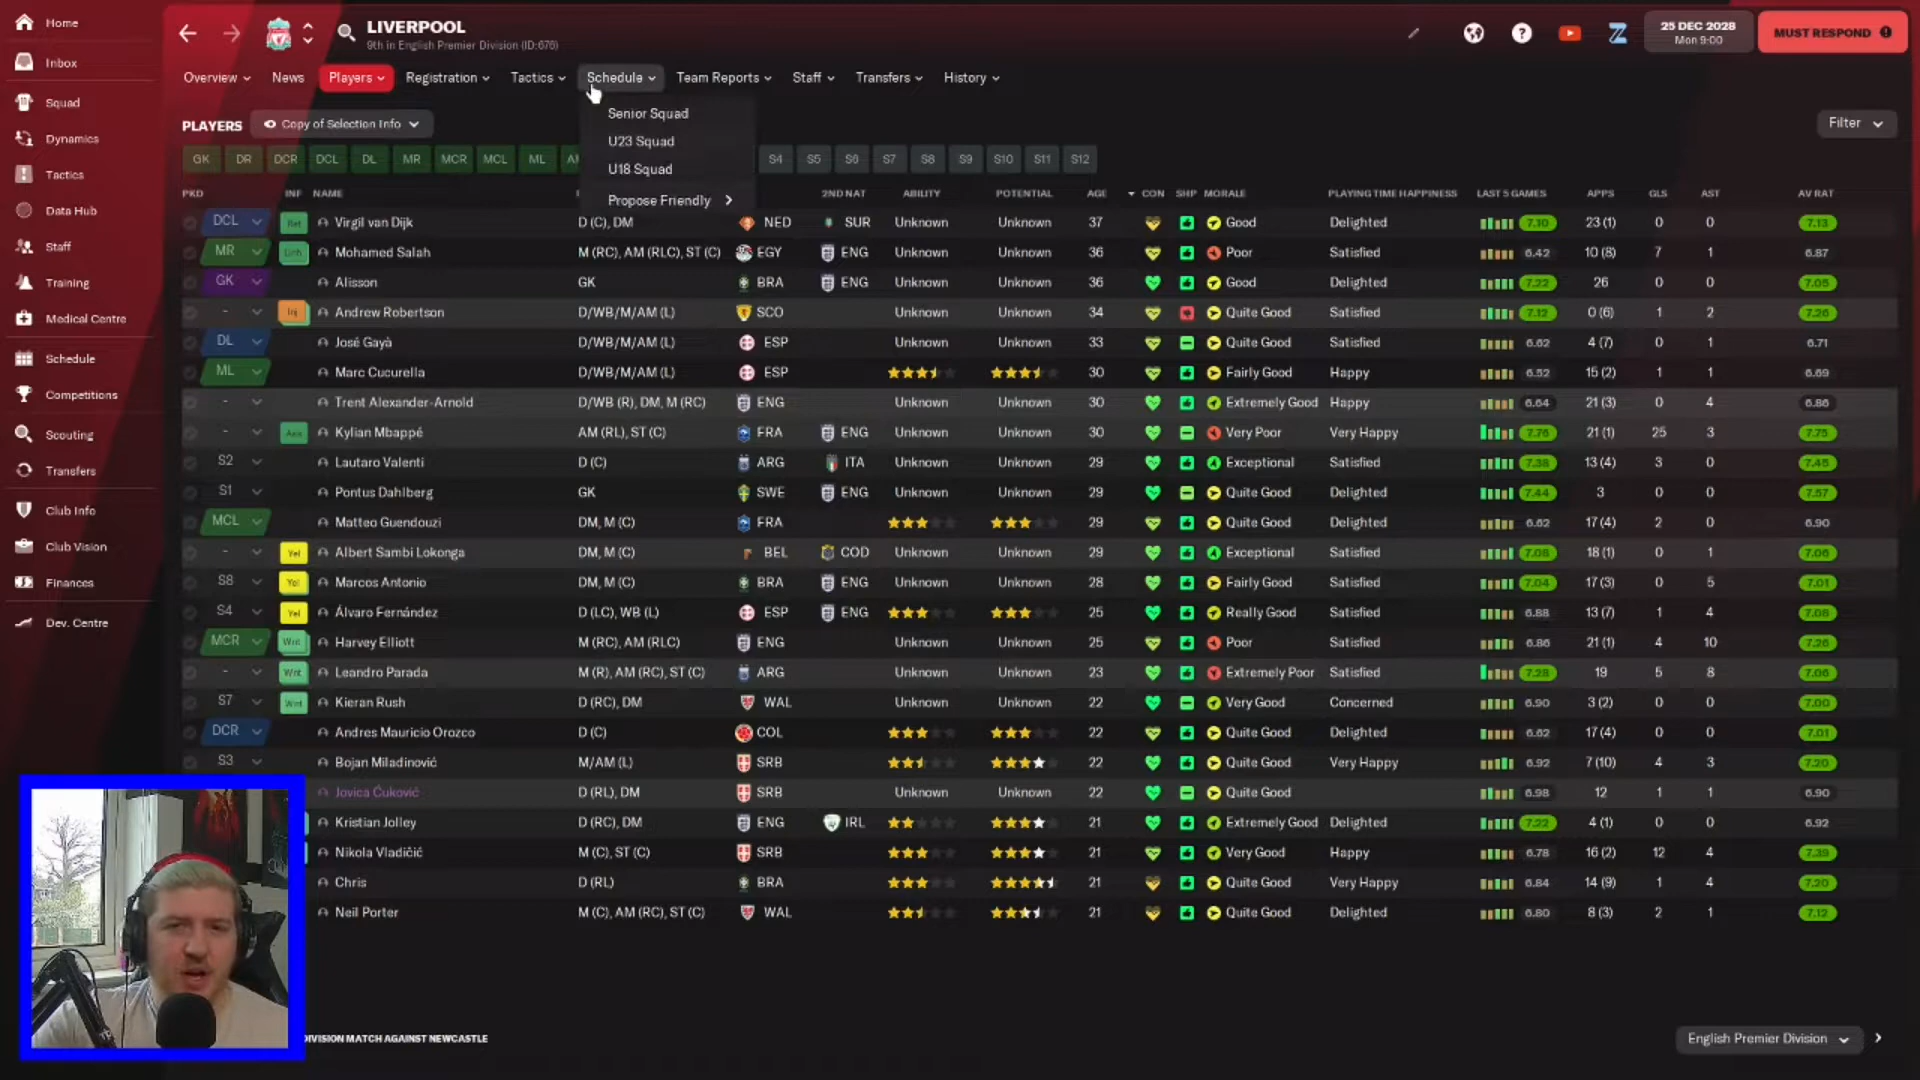 Home
Inbox
Squad
Dynamics
Tactics
Data Hub
Staff
Training
Medical Centre
Schedule
Competitions
Scouting
Transfers
Club Info
Club Vision
Finances
Dev. Centre
LIVERPOOL
9th in English Premier Division (ID:676)
25 DEC 2028
Mon 9:00
MUST RESPOND
Overview News Players Registration Tactics Schedule Team Reports Staff Transfers History
Senior Squad
U23 Squad
U18 Squad
Propose Friendly
PLAYERS Copy of Selection Info Filter
GK DR DCR DCL DL MR MCR MCL ML S4 S5 S6 S7 S8 S9 S10 S11 S12
PKD INF NAME 2ND NAT ABILITY POTENTIAL AGE CON SHP MORALE PLAYING TIME HAPPINESS LAST 5 GAMES APPS GLS AST AV RAT
DCL Virgil van Dijk D (C), DM NED SUR Unknown Unknown 37 Good Delighted 7.10 23 (1) 0 0 7.13
MR Mohamed Salah M (RC), AM (RLC), ST (C) EGY ENG Unknown Unknown 36 Poor Satisfied 6.42 10 (8) 7 1 6.87
GK Alisson GK BRA ENG Unknown Unknown 36 Good Delighted 7.22 26 0 0 7.05
- Inj Andrew Robertson D/WB/M/AM (L) SCO Unknown Unknown 34 Quite Good Satisfied 7.12 0 (6) 1 2 7.26
DL José Gayà D/WB/M/AM (L) ESP Unknown Unknown 33 Quite Good Satisfied 6.62 4 (7) 0 1 6.71
ML Marc Cucurella D/WB/M/AM (L) ESP 30 Fairly Good Happy 6.52 15 (2) 1 1 6.69
- Trent Alexander-Arnold D/WB (R), DM, M (RC) ENG Unknown Unknown 30 Extremely Good Happy 6.64 21 (3) 0 4 6.86
- Kylian Mbappé AM (RL), ST (C) FRA ENG Unknown Unknown 30 Very Poor Very Happy 7.76 21 (1) 25 3 7.75
S2 Lautaro Valenti D (C) ARG ITA Unknown Unknown 29 Exceptional Satisfied 7.38 13 (4) 3 0 7.45
S1 Pontus Dahlberg GK SWE ENG Unknown Unknown 29 Quite Good Delighted 7.44 3 0 0 7.57
MCL Matteo Guendouzi DM, M (C) FRA 29 Quite Good Delighted 6.62 17 (4) 2 0 6.90
- Yel Albert Sambi Lokonga DM, M (C) BEL COD Unknown Unknown 29 Exceptional Satisfied 7.08 18 (1) 0 1 7.06
S8 Yel Marcos Antonio DM, M (C) BRA ENG Unknown Unknown 28 Fairly Good Satisfied 7.04 17 (3) 0 5 7.01
S4 Yel Álvaro Fernández D (LC), WB (L) ESP ENG 25 Really Good Satisfied 6.88 13 (7) 1 4 7.08
MCR Wnt Harvey Elliott M (RC), AM (RLC) ENG Unknown Unknown 25 Poor Satisfied 6.86 21 (1) 4 10 7.26
- Wnt Leandro Parada M (R), AM (RC), ST (C) ARG Unknown Unknown 23 Extremely Poor Satisfied 7.28 19 5 8 7.06
S7 Wnt Kieran Rush D (RC), DM WAL Unknown Unknown 22 Very Good Concerned 6.90 3 (2) 0 0 7.00
DCR Andres Mauricio Orozco D (C) COL 22 Quite Good Delighted 6.62 17 (4) 0 0 7.01
S3 Bojan Miladinović M/AM (L) SRB 22 Quite Good Very Happy 6.92 7 (10) 4 3 7.20
Jovica Čuković D (RL), DM SRB Unknown Unknown 22 Quite Good 6.98 12 1 1 6.90
Kristian Jolley D (RC), DM ENG IRL 21 Extremely Good Delighted 7.22 4 (1) 0 0 6.92
Nikola Vladičić M (C), ST (C) SRB 21 Very Good Happy 6.78 16 (2) 12 4 7.39
Chris D (RL) BRA 21 Quite Good Very Happy 6.84 14 (9) 1 4 7.20
Neil Porter M (C), AM (RC), ST (C) WAL 21 Quite Good Delighted 6.80 8 (3) 2 1 7.12
DIVISION MATCH AGAINST NEWCASTLE
English Premier Division